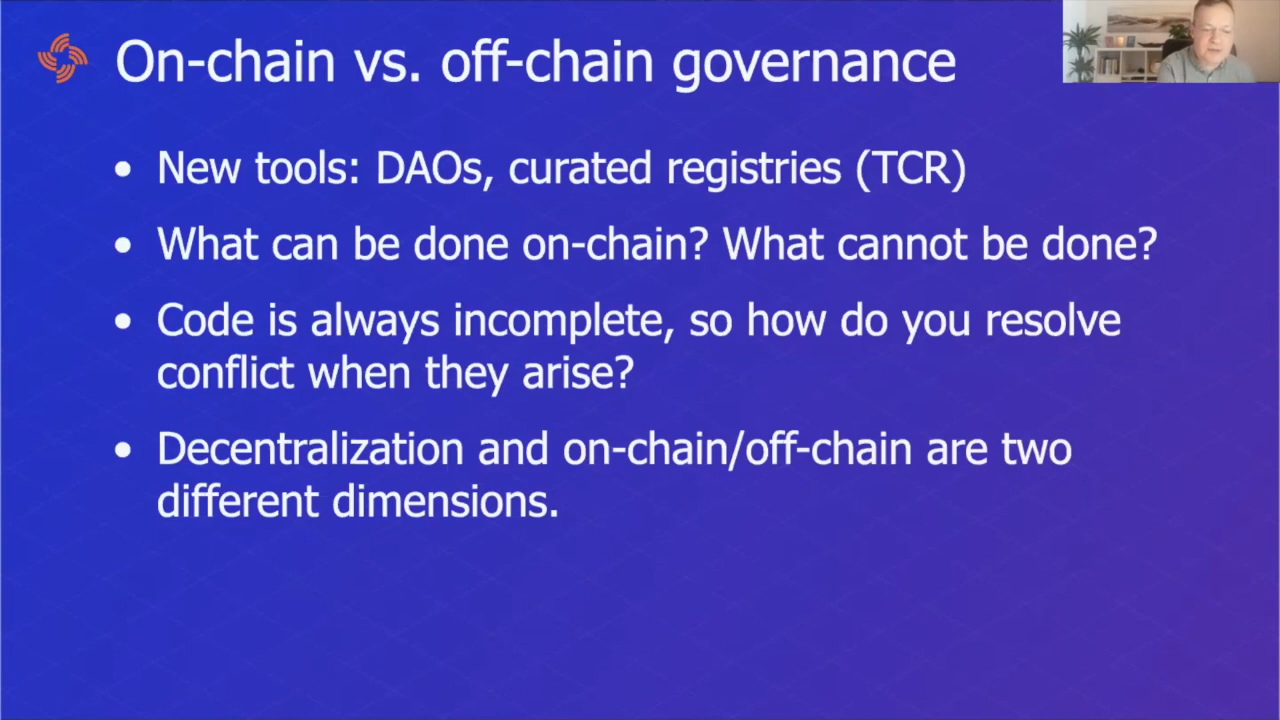 On-chain vs. off-chain governance
• New tools: DAOs, curated registries (TCR)
• What can be done on-chain? What cannot be done?
• Code is always incomplete, so how do you resolve
conflict when they arise?
• Decentralization and on-chain/off-chain are two
different dimensions.